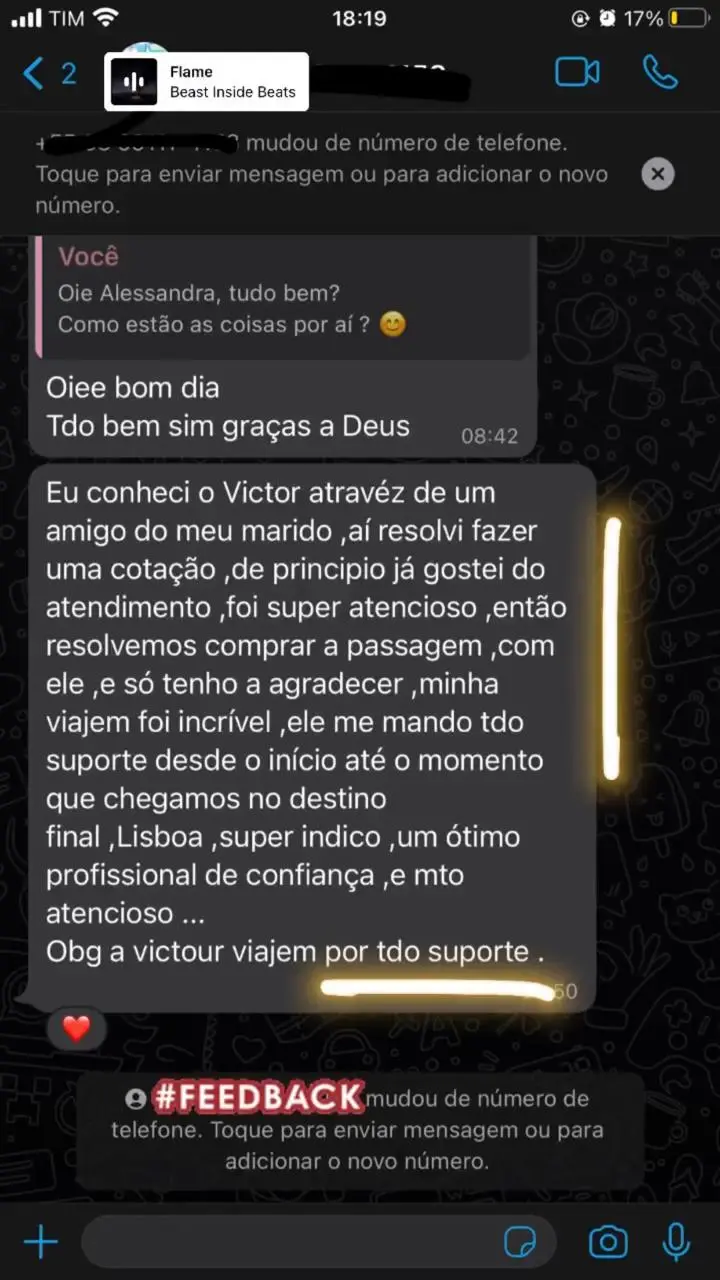 TIM
18:19
17%
2
Flame
Beast Inside Beats
mudou de número de telefone.
Toque para enviar mensagem ou para adicionar o novo
número.
Você
Oie Alessandra, tudo bem?
Como estão as coisas por aí ? 😊
Oiee bom dia
Tdo bem sim graças a Deus
08:42
Eu conheci o Victor atravéz de um
amigo do meu marido ,aí resolvi fazer
uma cotação ,de principio já gostei do
atendimento ,foi super atencioso ,então
resolvemos comprar a passagem ,com
ele ,e só tenho a agradecer ,minha
viajem foi incrível ,ele me mando tdo
suporte desde o início até o momento
que chegamos no destino
final ,Lisboa ,super indico ,um ótimo
profissional de confiança ,e mto
atencioso ...
Obg a victour viajem por tdo suporte .
50
#FEEDBACK mudou de número de
telefone. Toque para enviar mensagem ou para
adicionar o novo número.